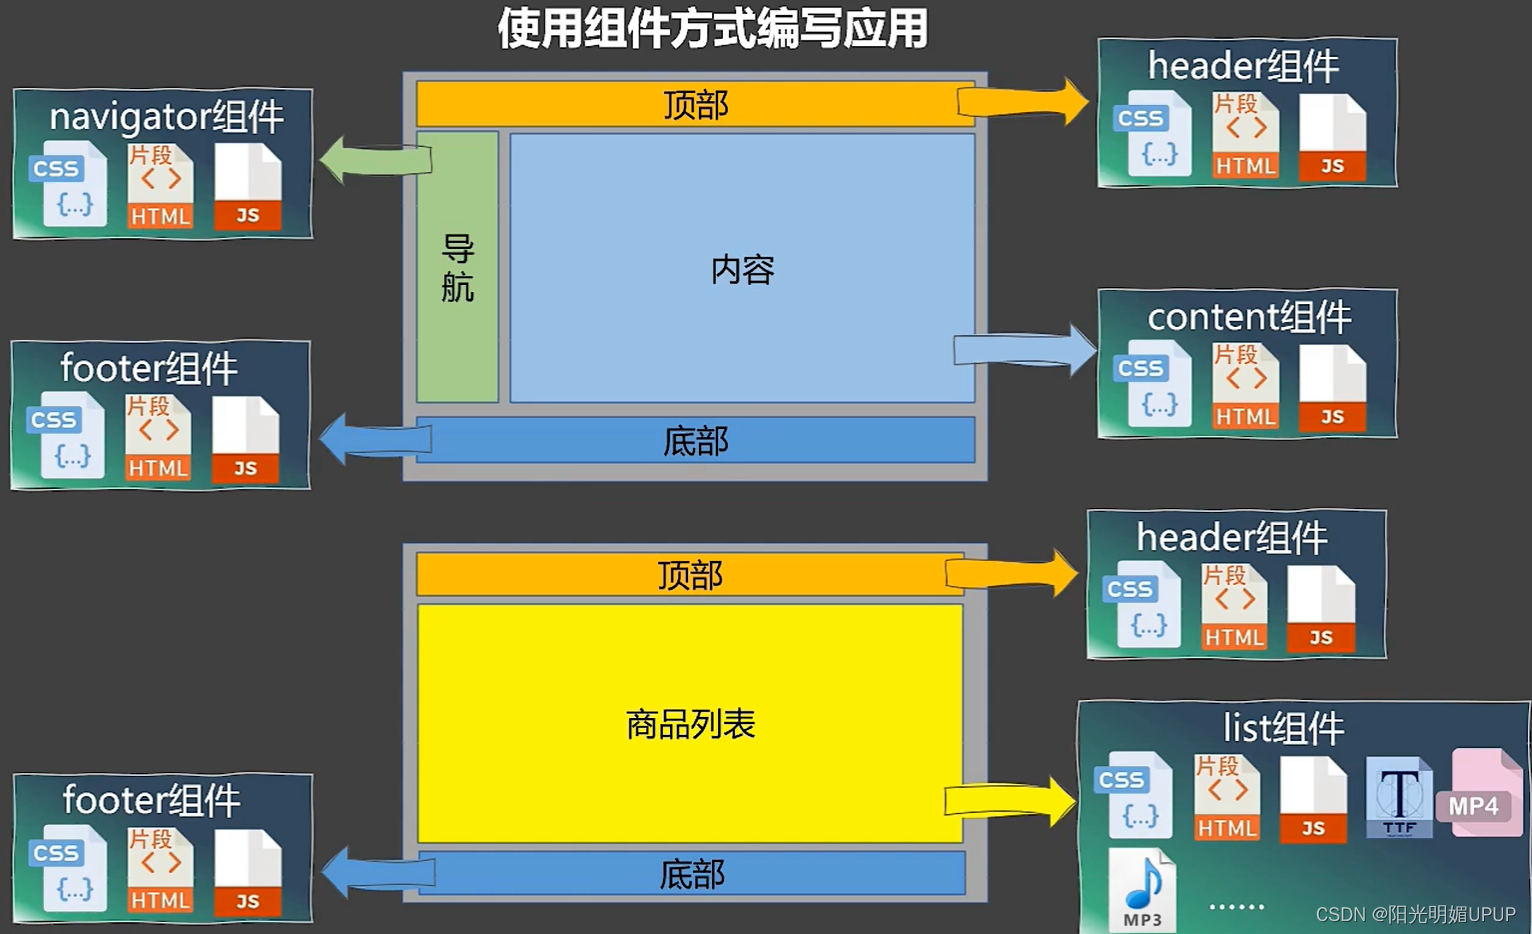 使用组件方式编写应用
navigator组件
CSS
{...}
片段
< >
HTML
JS
顶部
header组件
CSS
{...}
片段
< >
HTML
JS
导航
内容
footer组件
CSS
{...}
片段
< >
HTML
JS
底部
content组件
CSS
{...}
片段
< >
HTML
JS
顶部
header组件
CSS
{...}
片段
< >
HTML
JS
商品列表
footer组件
CSS
{...}
片段
< >
HTML
JS
底部
list组件
CSS
{...}
片段
< >
HTML
JS
T
TTF
MP4
MP3
······
CSDN @阳光明媚UPUP